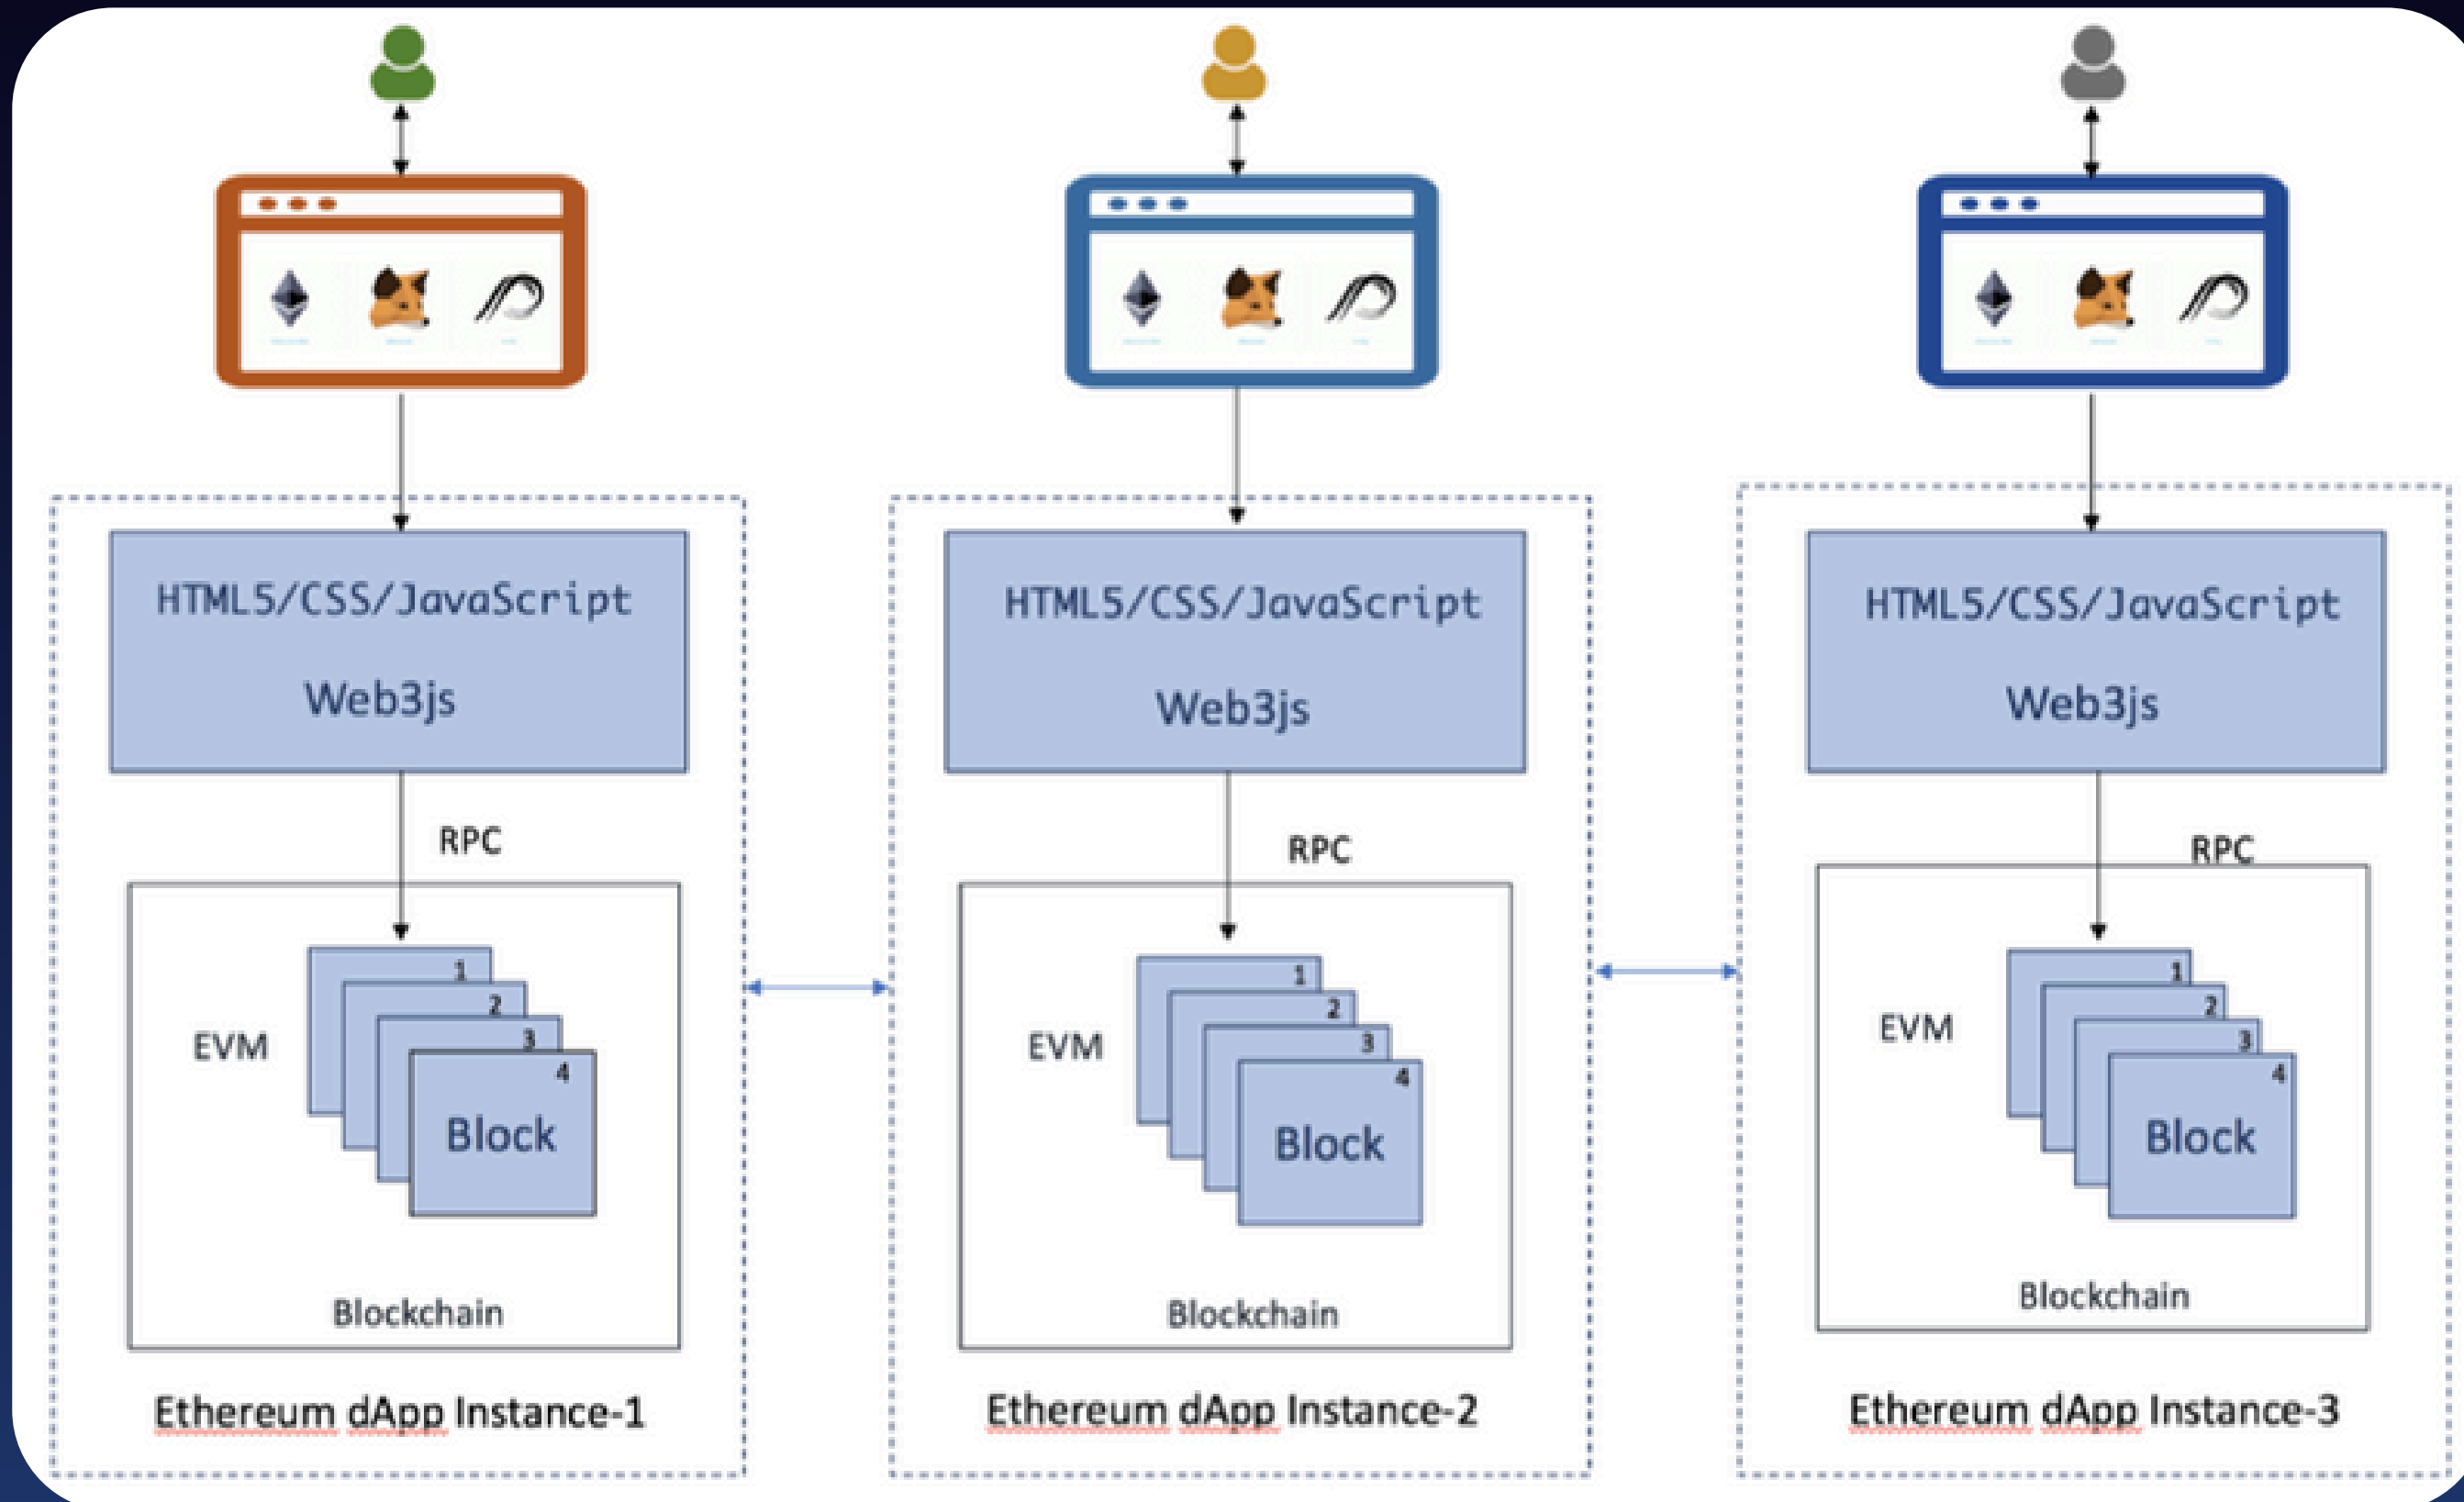 HTML5/CSS/JavaScript
Web3js
RPC
1
2
3
4
EVM
Block
Blockchain
Ethereum dApp Instance-1
HTML5/CSS/JavaScript
Web3js
RPC
1
2
3
4
EVM
Block
Blockchain
Ethereum dApp Instance-2
HTML5/CSS/JavaScript
Web3js
RPC
1
2
3
4
EVM
Block
Blockchain
Ethereum dApp Instance-3